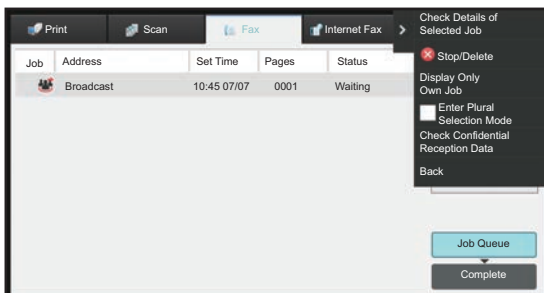 Print
Scan
Fax
Internet Fax
Job Address Set Time Pages Status
Broadcast 10:45 07/07 0001 Waiting
Check Details of
Selected Job
Stop/Delete
Display Only
Own Job
Enter Plural
Selection Mode
Check Confidential
Reception Data
Back
Job Queue
Complete